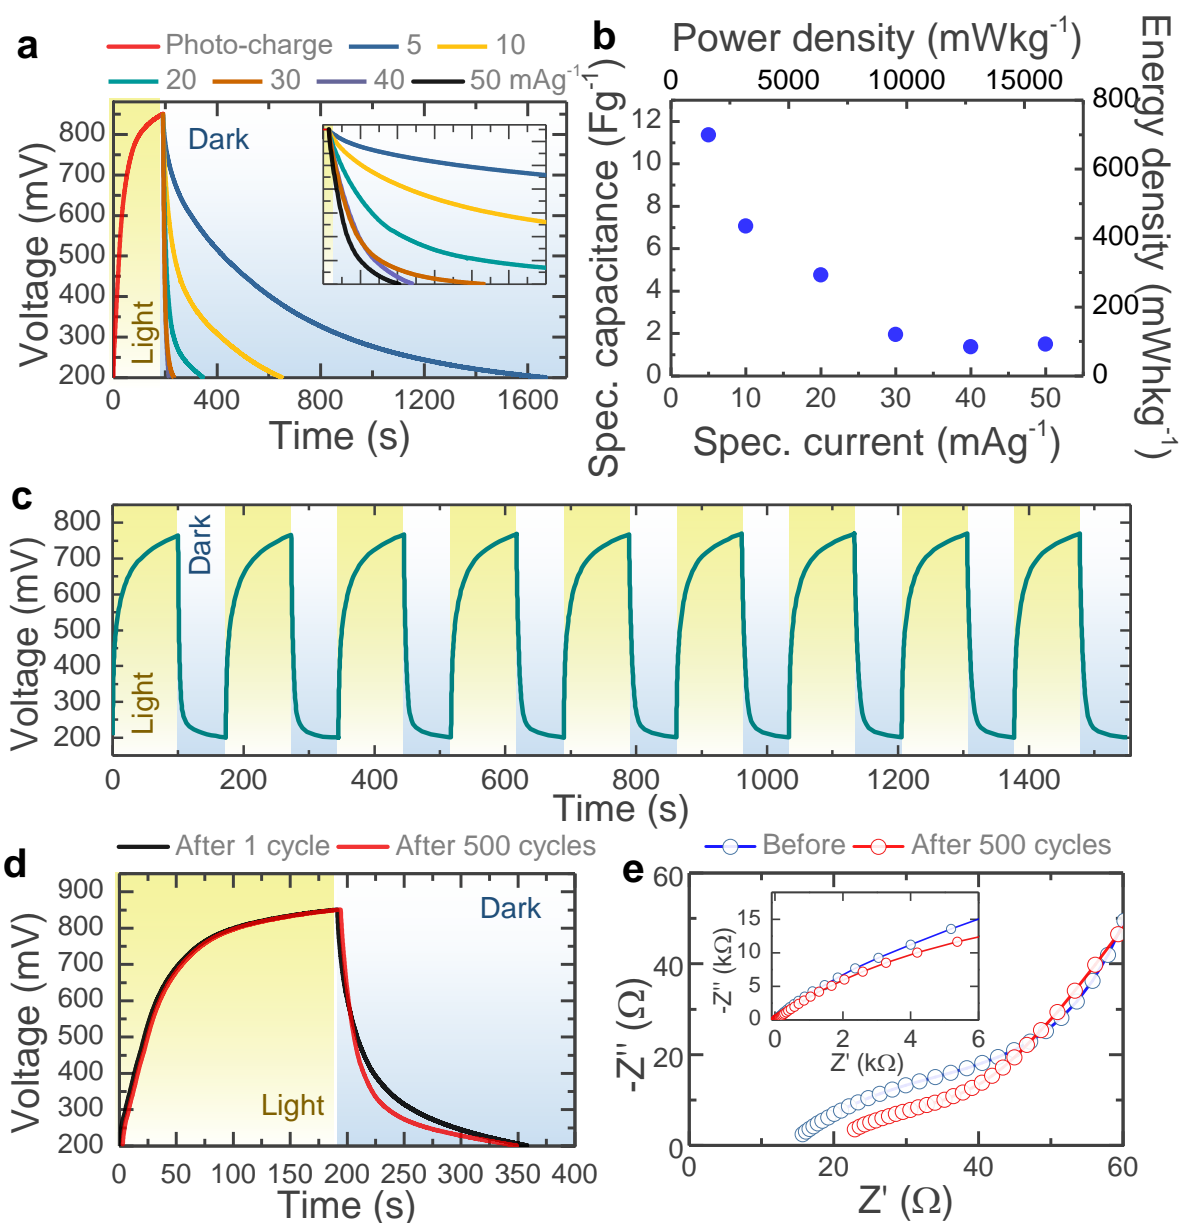 a
Photo-charge 5 10
20 30 40 50 mAg⁻¹
Voltage (mV)
800
700
600
500
400
300
200
Light
Dark
0 400 800 1200 1600
Time (s)
b
Power density (mWkg⁻¹)
0 5000 10000 15000
Spec. capacitance (Fg⁻¹)
12
10
8
6
4
2
0
Energy density (mWhkg⁻¹)
800
600
400
200
0
0 10 20 30 40 50
Spec. current (mAg⁻¹)
c
Voltage (mV)
800
700
600
500
400
300
200
Light
Dark
0 200 400 600 800 1000 1200 1400
Time (s)
d
After 1 cycle After 500 cycles
Voltage (mV)
900
800
700
600
500
400
300
200
Dark
Light
0 50 100 150 200 250 300 350 400
Time (s)
e
Before After 500 cycles
-Z'' (Ω)
60
40
20
0
-Z'' (kΩ)
15
10
5
0
0 2 4 6
Z' (kΩ)
0 20 40 60
Z' (Ω)